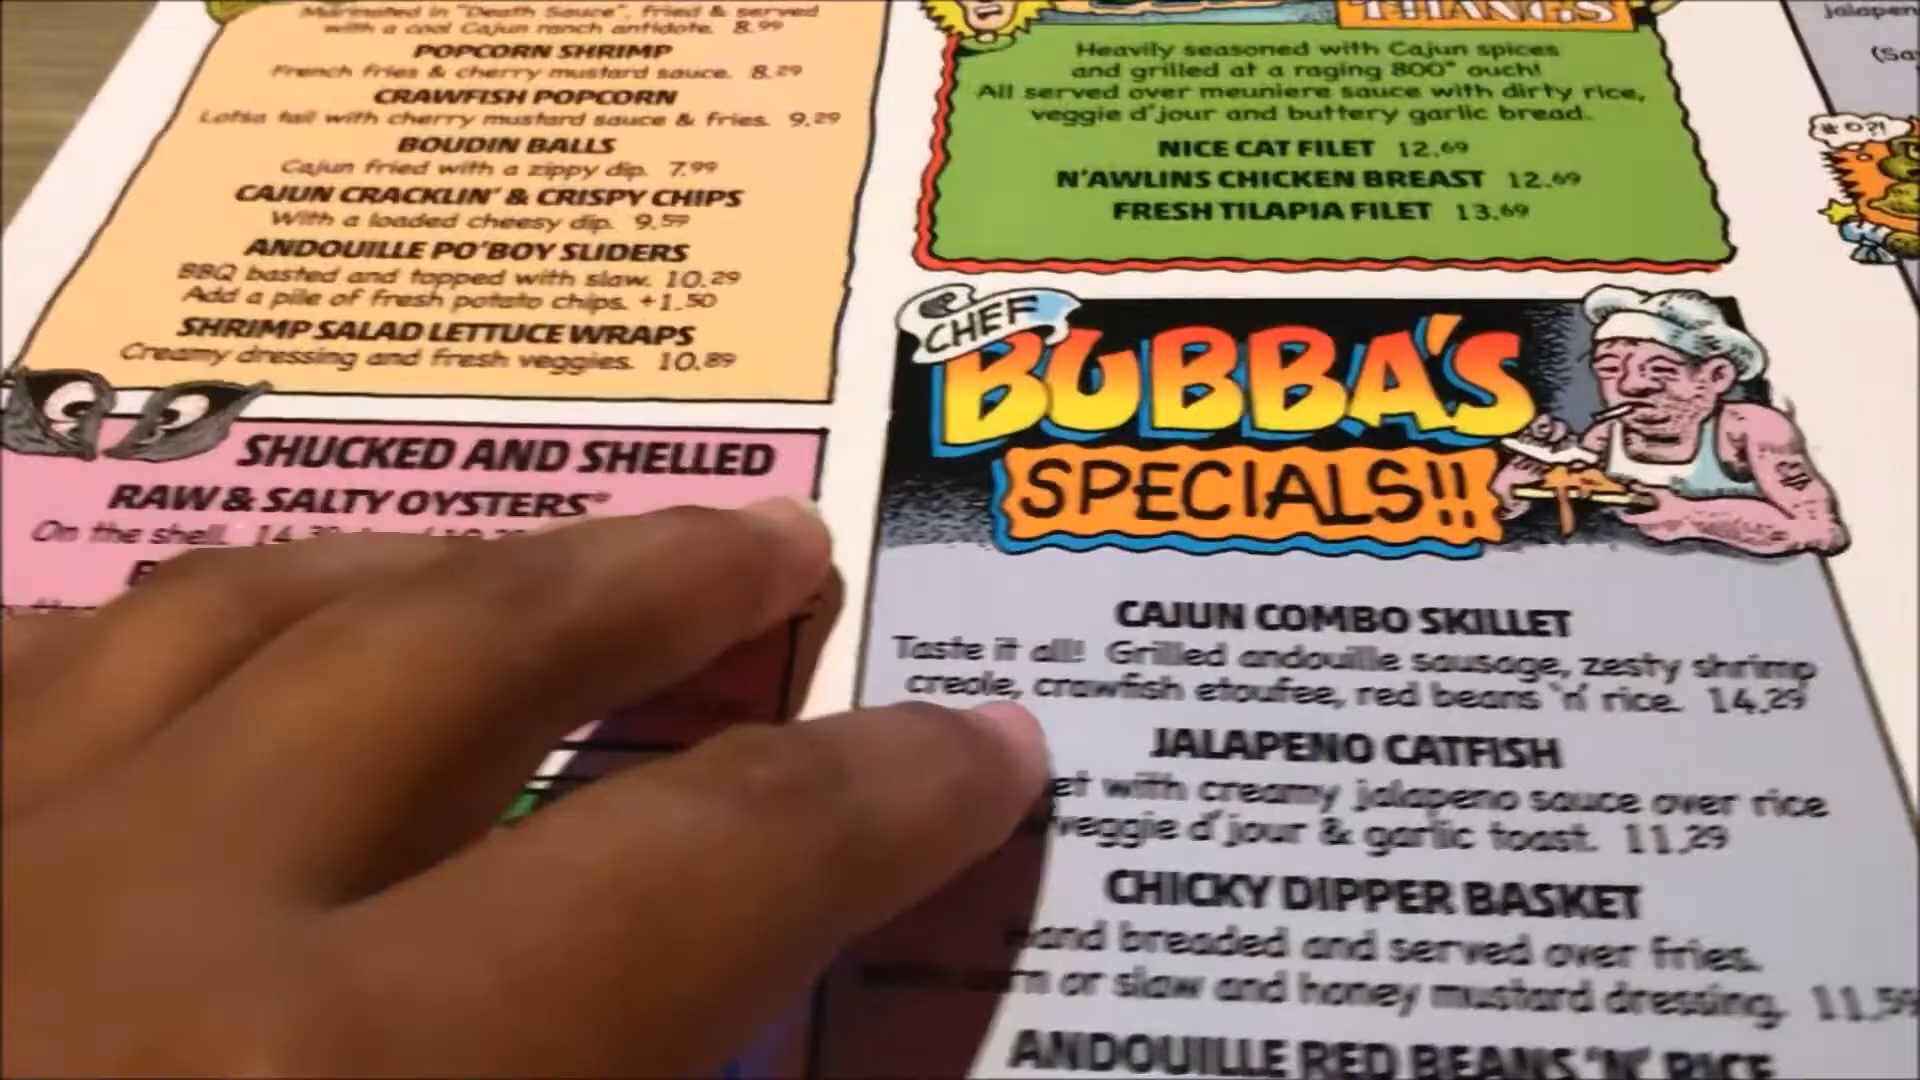 Marinated in "Death Sauce", fried & served
with a cool Cajun ranch antidote. 8.99
POPCORN SHRIMP
French fries & cherry mustard sauce. 8.29
CRAWFISH POPCORN
Lotsa tail with cherry mustard sauce & fries. 9.29
BOUDIN BALLS
Cajun fried with a zippy dip. 7.99
CAJUN CRACKLIN' & CRISPY CHIPS
With a loaded cheesy dip. 9.59
ANDOUILLE PO'BOY SLIDERS
BBQ basted and topped with slaw. 10.29
Add a pile of fresh potato chips. +1.50
SHRIMP SALAD LETTUCE WRAPS
Creamy dressing and fresh veggies. 10.89
SHUCKED AND SHELLED
RAW & SALTY OYSTERS*
On the shell.
THANGS
Heavily seasoned with Cajun spices
and grilled at a raging 800° ouch!
All served over meuniere sauce with dirty rice,
veggie d'jour and buttery garlic bread.
NICE CAT FILET 12.69
N'AWLINS CHICKEN BREAST 12.69
FRESH TILAPIA FILET 13.69
CHEF
BUBBA'S
SPECIALS!!
CAJUN COMBO SKILLET
Taste it all! Grilled andouille sausage, zesty shrimp
creole, crawfish etoufee, red beans 'n' rice. 14.29
JALAPENO CATFISH
with creamy jalapeno sauce over rice
veggie d'jour & garlic toast. 11.29
CHICKY DIPPER BASKET
breaded and served over fries.
or slaw and honey mustard dressing. 11.59
ANDOUILLE RED BEANS 'N' RICE
jalapen
#@?!